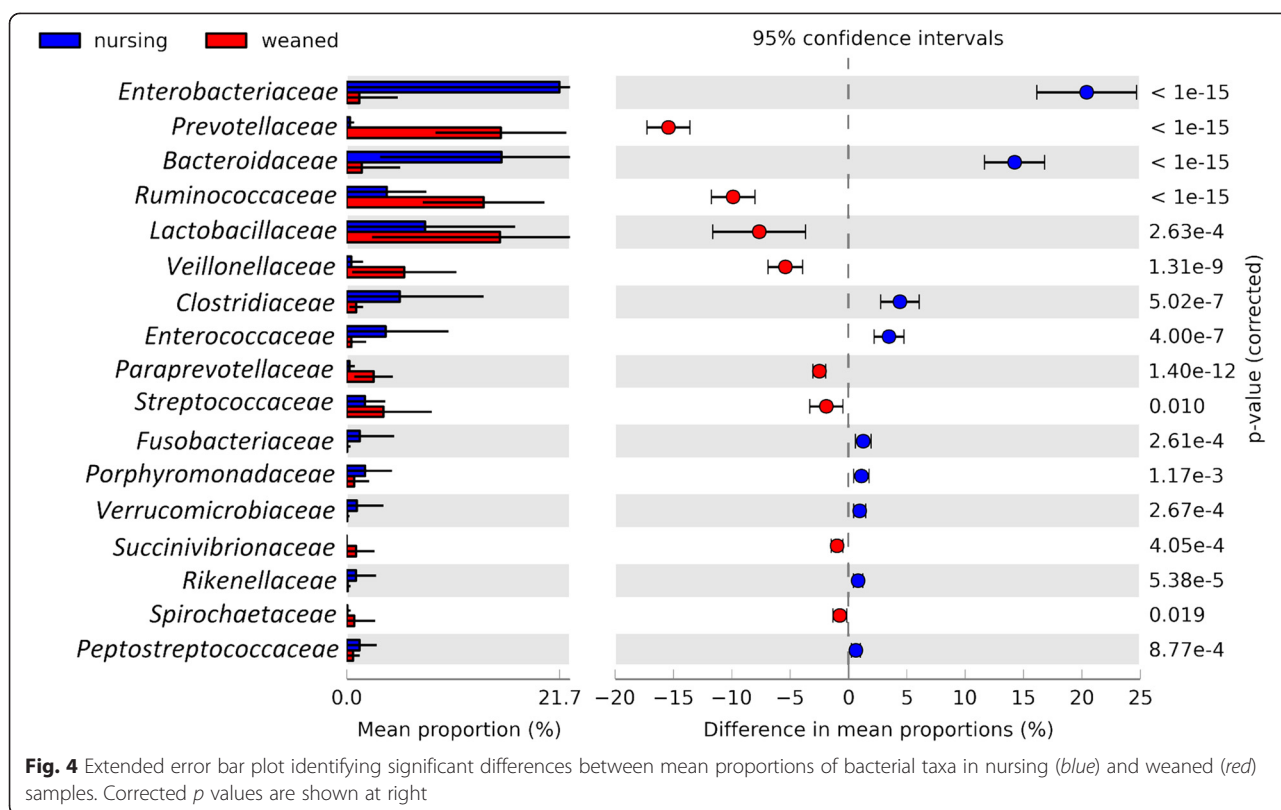 nursing weaned
95% confidence intervals
Enterobacteriaceae < 1e-15
Prevotellaceae < 1e-15
Bacteroidaceae < 1e-15
Ruminococcaceae < 1e-15
Lactobacillaceae 2.63e-4
Veillonellaceae 1.31e-9
Clostridiaceae 5.02e-7
Enterococcaceae 4.00e-7
Paraprevotellaceae 1.40e-12
Streptococcaceae 0.010
Fusobacteriaceae 2.61e-4
Porphyromonadaceae 1.17e-3
Verrucomicrobiaceae 2.67e-4
Succinivibrionaceae 4.05e-4
Rikenellaceae 5.38e-5
Spirochaetaceae 0.019
Peptostreptococcaceae 8.77e-4
p-value (corrected)
0.0 21.7 −20 −15 −10 −5 0 5 10 15 20 25
Mean proportion (%) Difference in mean proportions (%)
Fig. 4 Extended error bar plot identifying significant differences between mean proportions of bacterial taxa in nursing (blue) and weaned (red)
samples. Corrected p values are shown at right